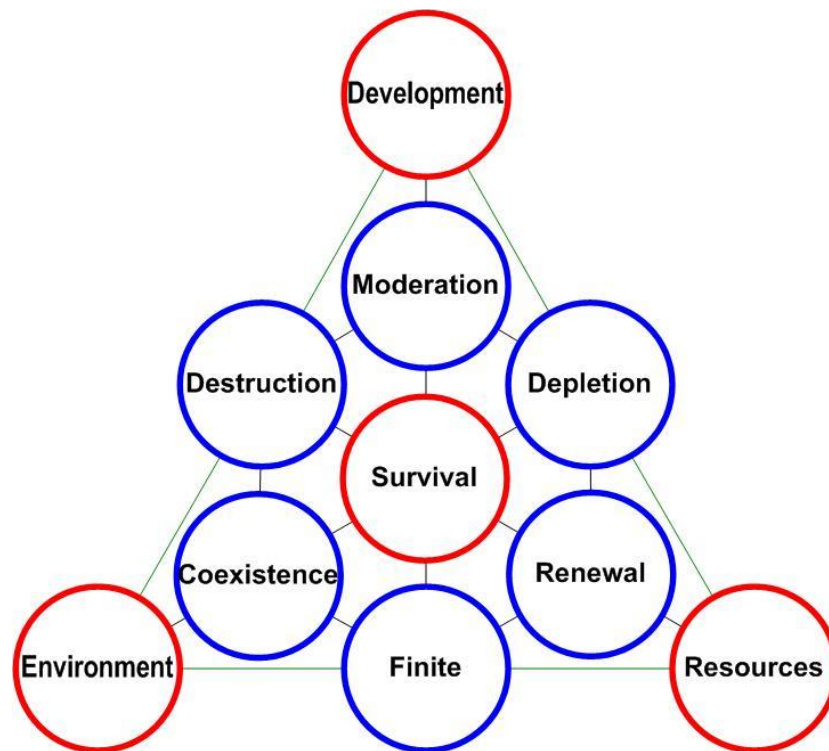 Development
Moderation
Destruction
Depletion
Survival
Coexistence
Renewal
Environment
Finite
Resources